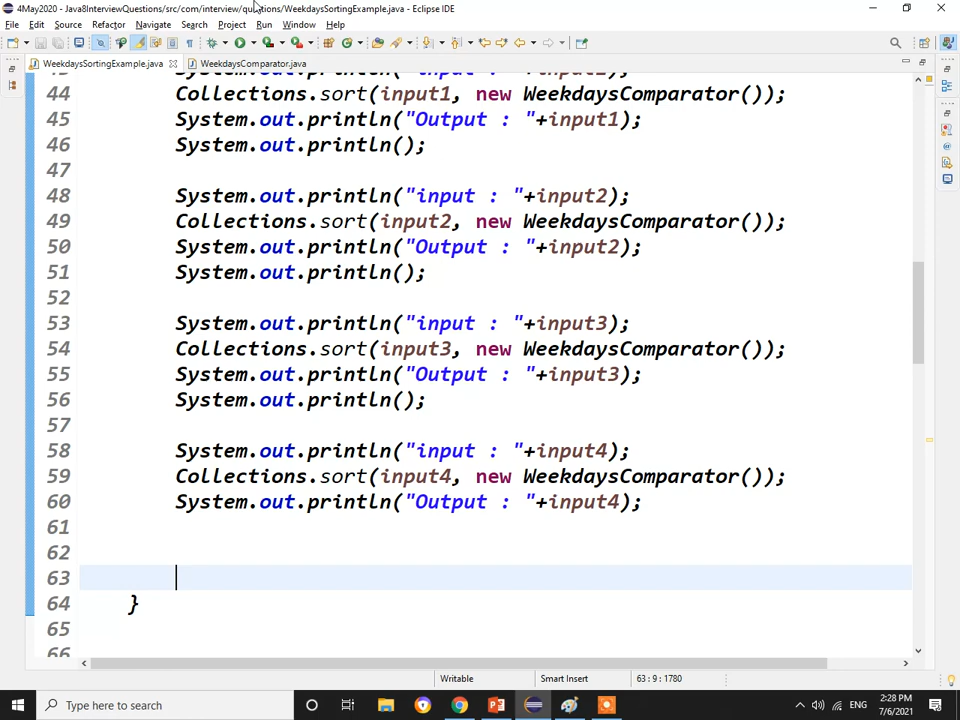 4May2020 - Java8InterviewQuestions/src/com/interview/questions/WeekdaysSortingExample.java - Eclipse IDE
File Edit Source Refactor Navigate Search Project Run Window Help
WeekdaysSortingExample.java WeekdaysComparator.java
44 Collections.sort(input1, new WeekdaysComparator());
45 System.out.println("Output : "+input1);
46 System.out.println();
47
48 System.out.println("input : "+input2);
49 Collections.sort(input2, new WeekdaysComparator());
50 System.out.println("Output : "+input2);
51 System.out.println();
52
53 System.out.println("input : "+input3);
54 Collections.sort(input3, new WeekdaysComparator());
55 System.out.println("Output : "+input3);
56 System.out.println();
57
58 System.out.println("input : "+input4);
59 Collections.sort(input4, new WeekdaysComparator());
60 System.out.println("Output : "+input4);
61
62
63
64 }
65
66
Writable Smart Insert 63 : 9 : 1780
Type here to search ENG 2:28 PM
7/6/2021